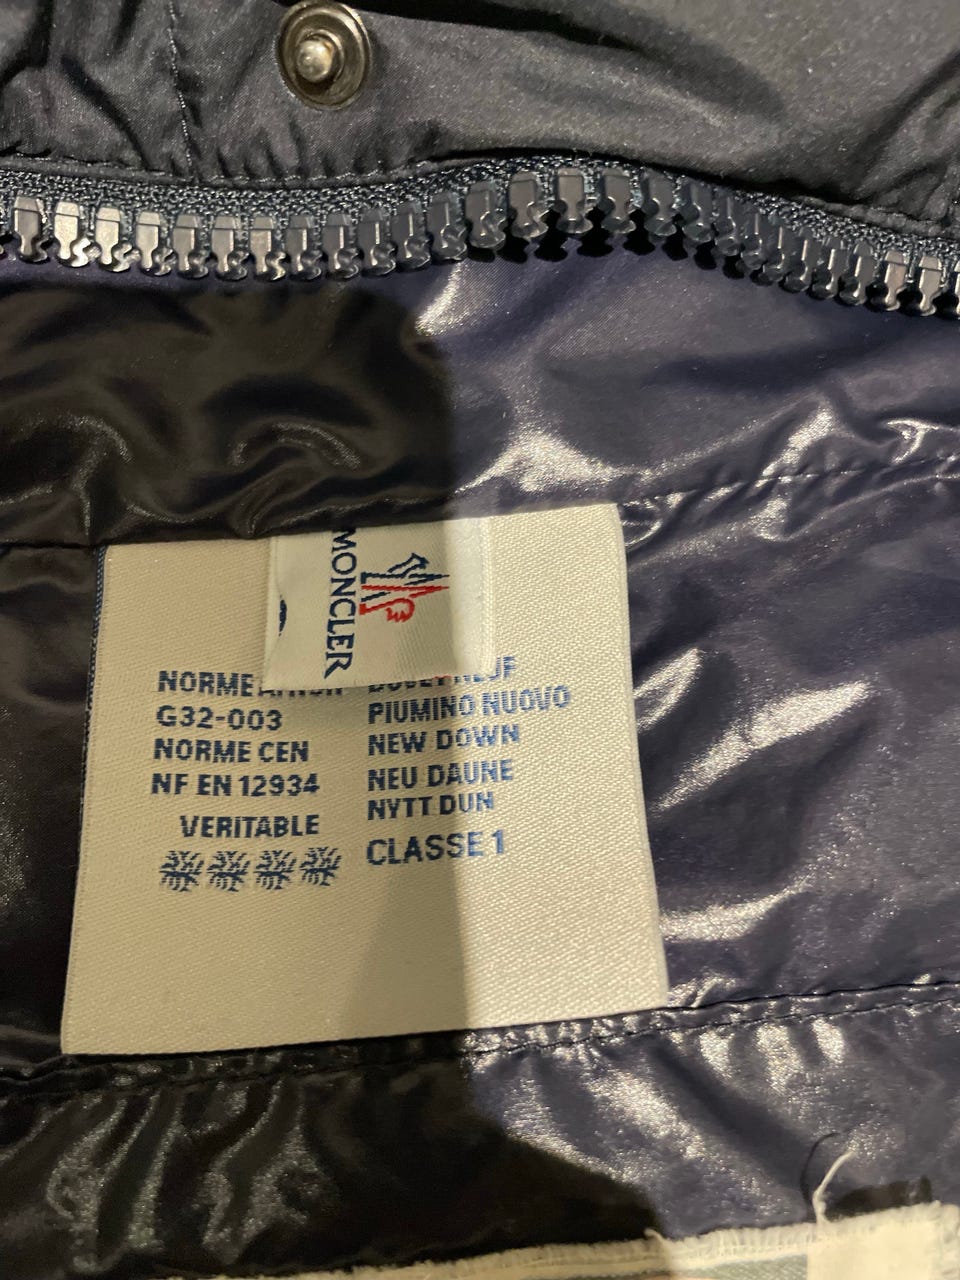 MONCLER
NORME
G32-003
NORME CEN
NF EN 12934
VERITABLE
PIUMINO NUOVO
NEW DOWN
NEU DAUNE
NYTT DUN
CLASSE 1